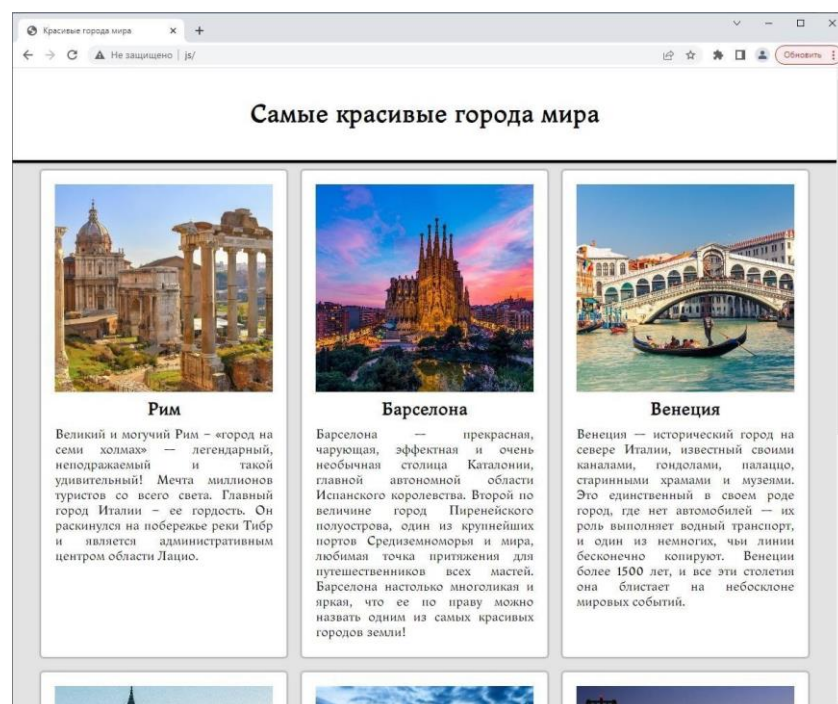 Красивые города мира
Не защищено | js/
Обновить
Самые красивые города мира
Рим
Великий и могучий Рим – «город на
семи холмах» — легендарный,
неподражаемый и такой
удивительный! Мечта миллионов
туристов со всего света. Главный
город Италии – ее гордость. Он
раскинулся на побережье реки Тибр
и является административным
центром области Лацио.
Барселона
Барселона — прекрасная,
чарующая, эффектная и очень
необычная столица Каталонии,
главной автономной области
Испанского королевства. Второй по
величине город Пиренейского
полуострова, один из крупнейших
портов Средиземноморья и мира,
любимая точка притяжения для
путешественников всех мастей.
Барселона настолько многоликая и
яркая, что ее по праву можно
назвать одним из самых красивых
городов земли!
Венеция
Венеция — исторический город на
севере Италии, известный своими
каналами, гондолами, палаццо,
старинными храмами и музеями.
Это единственный в своем роде
город, где нет автомобилей — их
роль выполняет водный транспорт,
и один из немногих, чьи линии
бесконечно копируют. Венеции
более 1500 лет, и все эти столетия
она блистает на небосклоне
мировых событий.